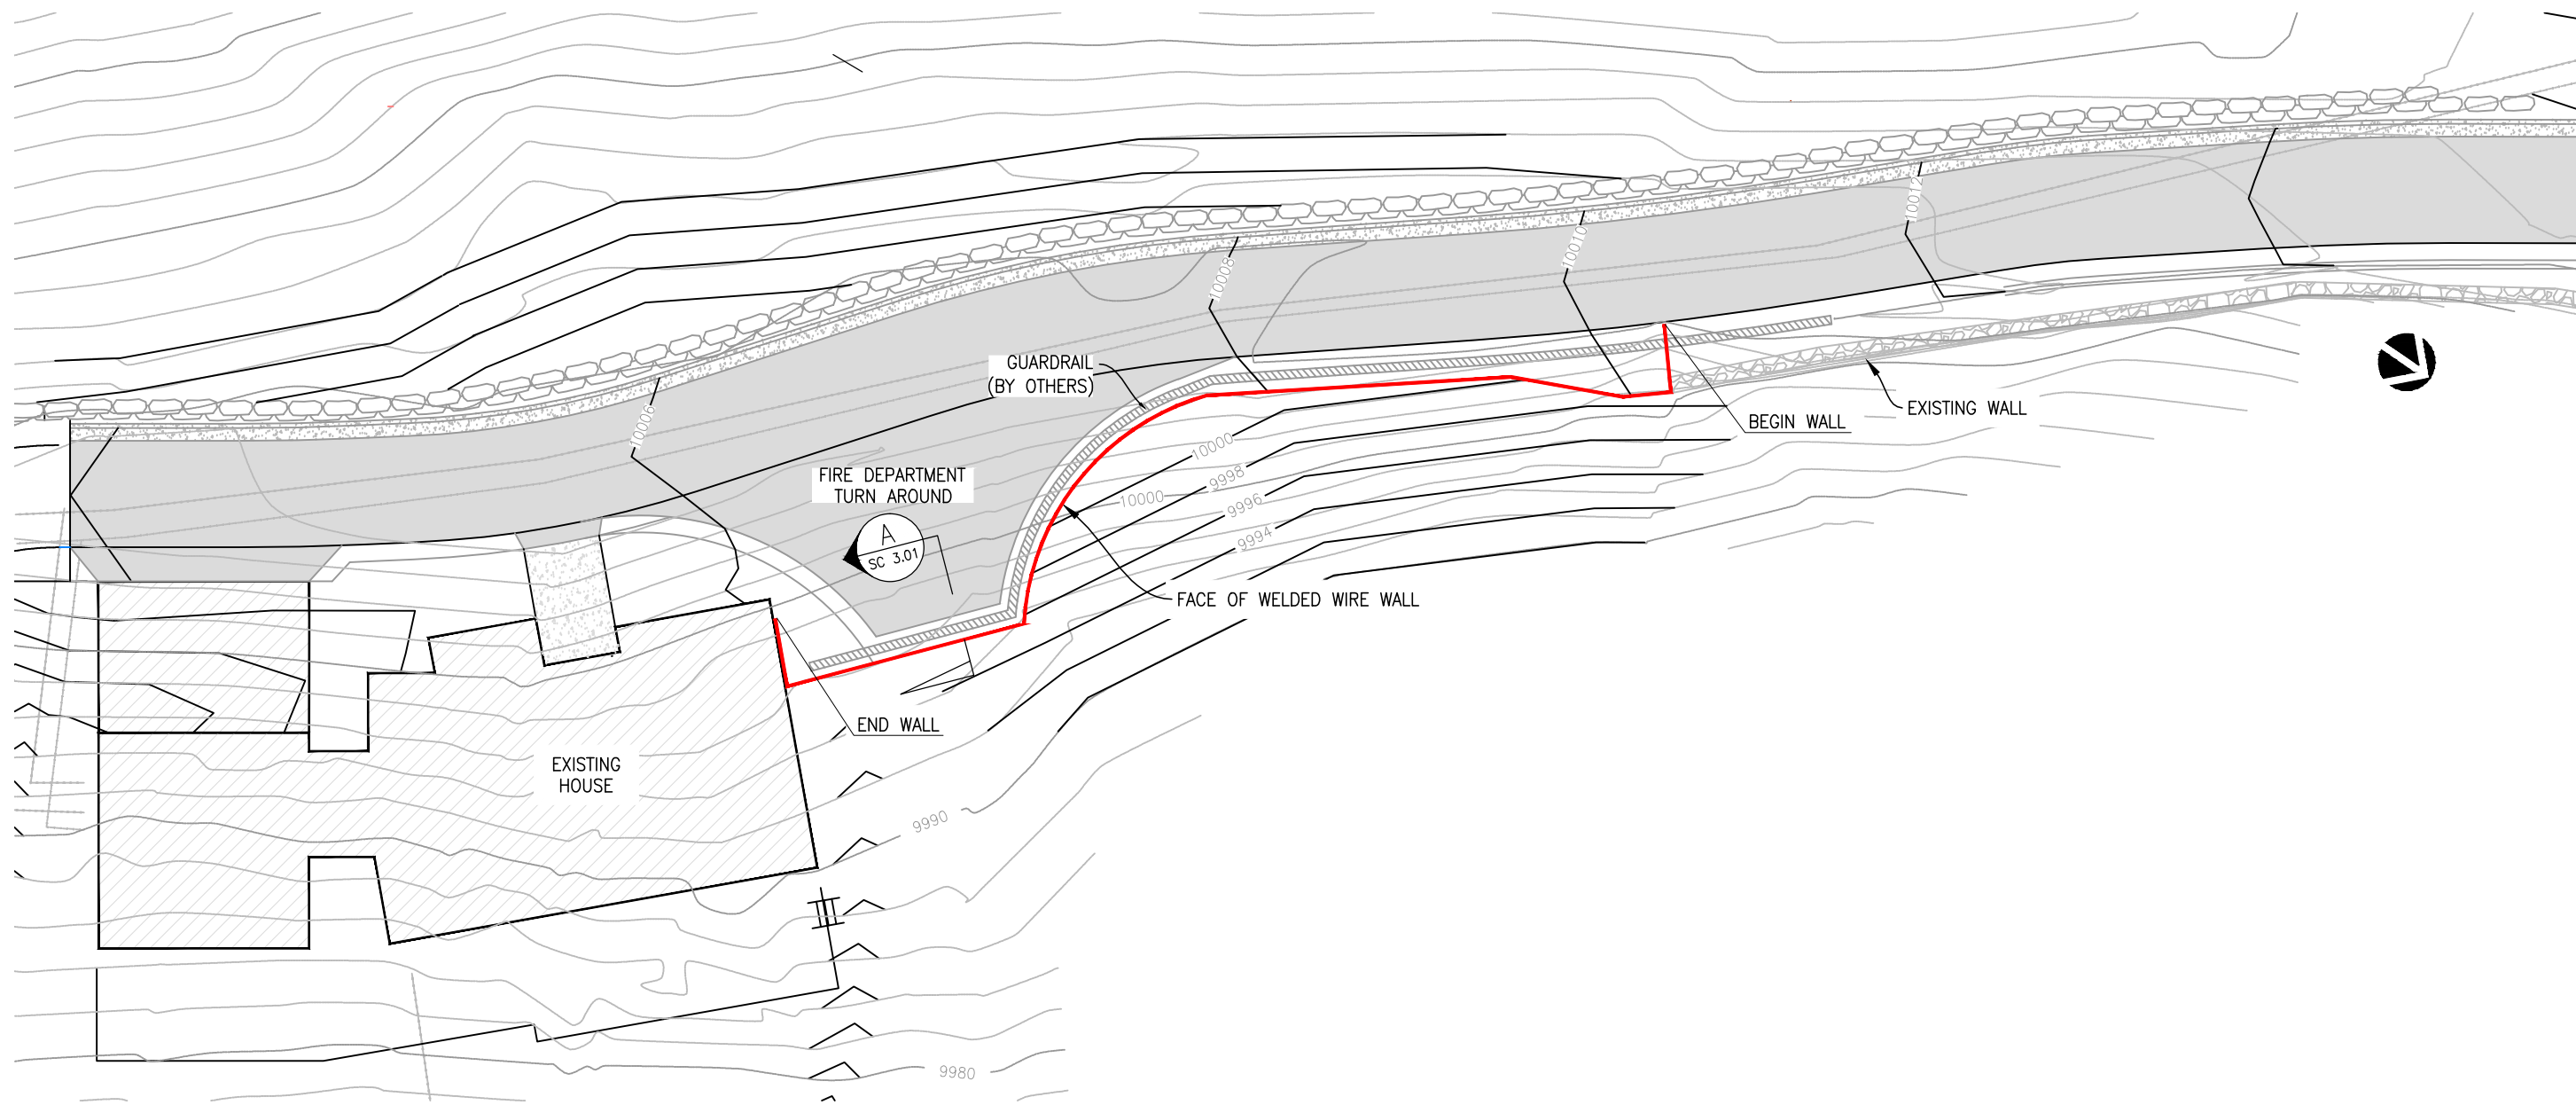 10012
10010
10008
GUARDRAIL
(BY OTHERS)
EXISTING WALL
BEGIN WALL
10006
10000
FIRE DEPARTMENT
TURN AROUND
9998
10000
9996
A
SC 3.01
9994
FACE OF WELDED WIRE WALL
END WALL
EXISTING
HOUSE
9990
9980